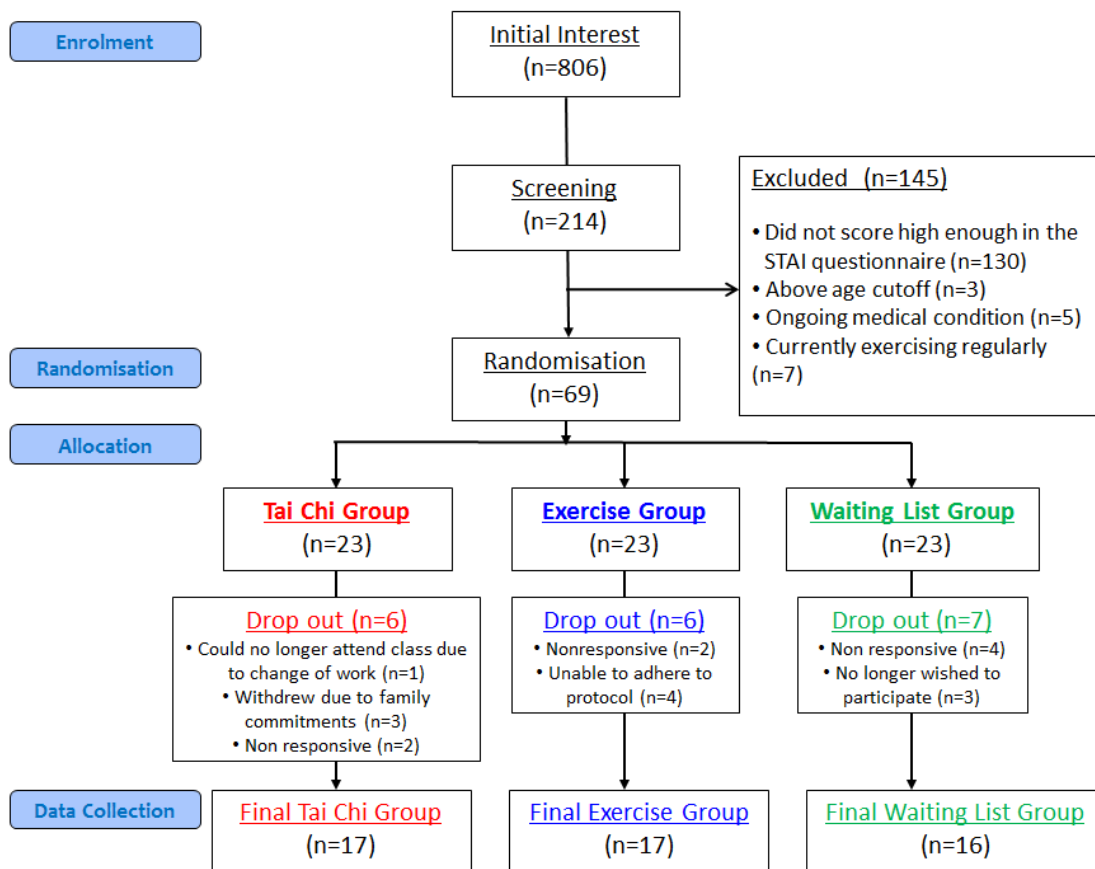 Enrolment
Initial Interest
(n=806)
Screening
(n=214)
Excluded (n=145)
• Did not score high enough in the
STAI questionnaire (n=130)
• Above age cutoff (n=3)
• Ongoing medical condition (n=5)
• Currently exercising regularly
(n=7)
Randomisation
Randomisation
(n=69)
Allocation
Tai Chi Group
(n=23)
Exercise Group
(n=23)
Waiting List Group
(n=23)
Drop out (n=6)
• Could no longer attend class due
to change of work (n=1)
• Withdrew due to family
commitments (n=3)
• Non responsive (n=2)
Drop out (n=6)
• Nonresponsive (n=2)
• Unable to adhere to
protocol (n=4)
Drop out (n=7)
• Non responsive (n=4)
• No longer wished to
participate (n=3)
Data Collection
Final Tai Chi Group
(n=17)
Final Exercise Group
(n=17)
Final Waiting List Group
(n=16)